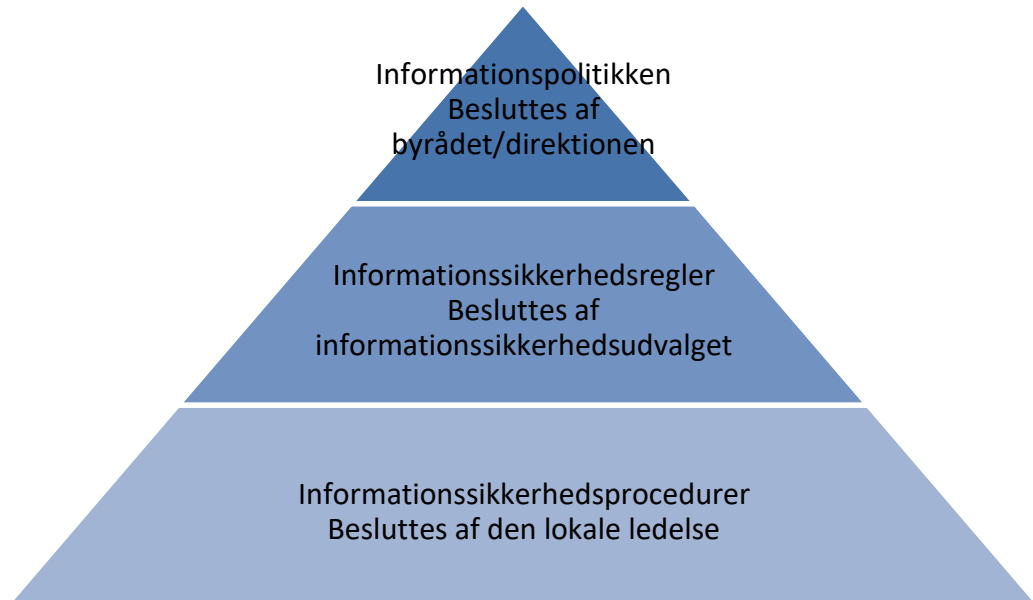 Informationspolitikken
Besluttes af
byrådet/direktionen
Informationssikkerhedsregler
Besluttes af
informationssikkerhedsudvalget
Informationssikkerhedsprocedurer
Besluttes af den lokale ledelse